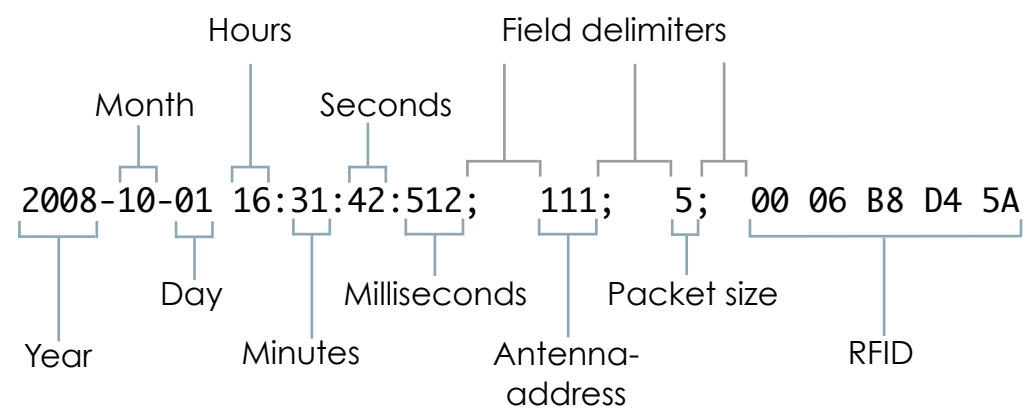 Hours Field delimiters
Month Seconds
2008-10-01 16:31:42:512; 111; 5; 00 06 B8 D4 5A
Day Milliseconds Packet size
Year Minutes Antenna- RFID
address